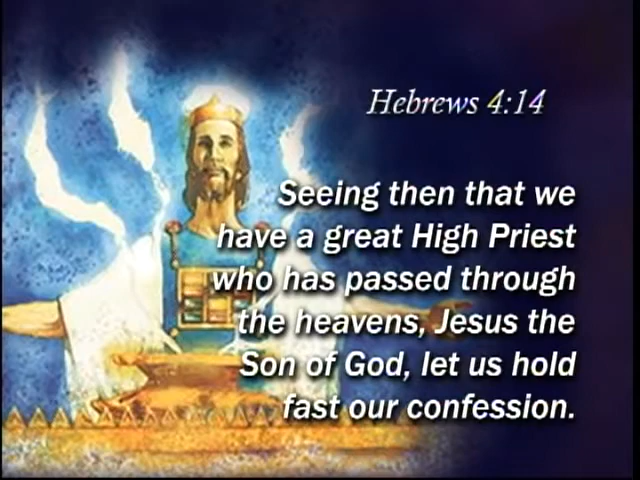 Hebrews 4:14
Seeing then that we
have a great High Priest
who has passed through
the heavens, Jesus the
Son of God, let us hold
fast our confession.